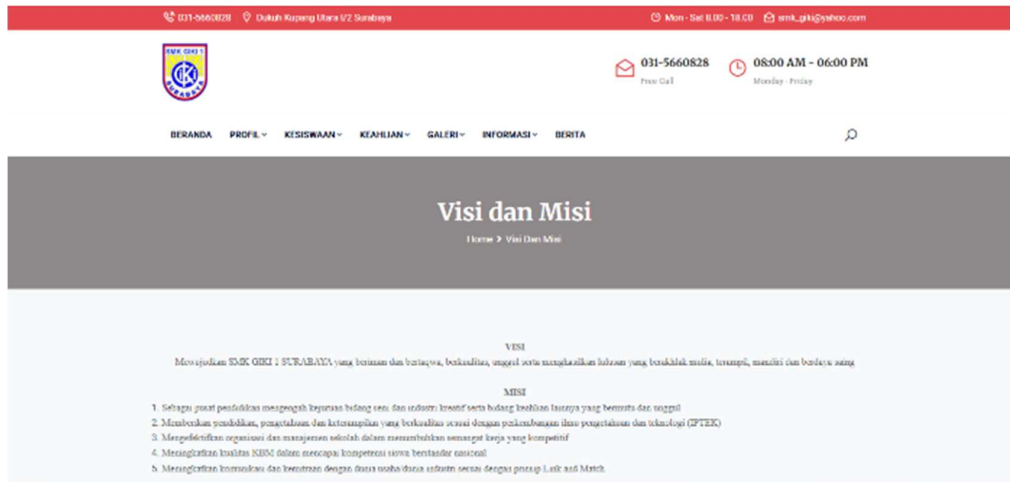 031-5660828 Dukuh Kupang Utara I/2 Surabaya Mon - Sat 8.00 - 18.00 smk_giki@yahoo.com
SMK GIKI 1
SURABAYA
031-5660828 08:00 AM - 06:00 PM
Free Call Monday - Friday
BERANDA PROFIL KESISWAAN KEAHLIAN GALERI INFORMASI BERITA
Visi dan Misi
Home > Visi Dan Misi
VISI
Mewujudkan SMK GIKI 1 SURABAYA yang beriman dan bertaqwa, berkualitas, unggul serta menghasilkan lulusan yang berakhlak mulia, terampil, mandiri dan berdaya saing
MISI
1. Sebagai pusat pendidikan menengah kejuruan bidang seni dan industri kreatif serta bidang keahlian lainnya yang bermutu dan unggul
2. Memberikan pendidikan, pengetahuan dan keterampilan yang berkualitas sesuai dengan perkembangan ilmu pengetahuan dan teknologi (IPTEK)
3. Mengefektifkan organisasi dan manajemen sekolah dalam menumbuhkan semangat kerja yang kompetitif
4. Meningkatkan kualitas KBM dalam mencapai kompetensi siswa berstandar nasional
5. Meningkatkan komunikasi dan kemitraan dengan dunia usaha/dunia industri sesuai dengan prinsip Link and Match